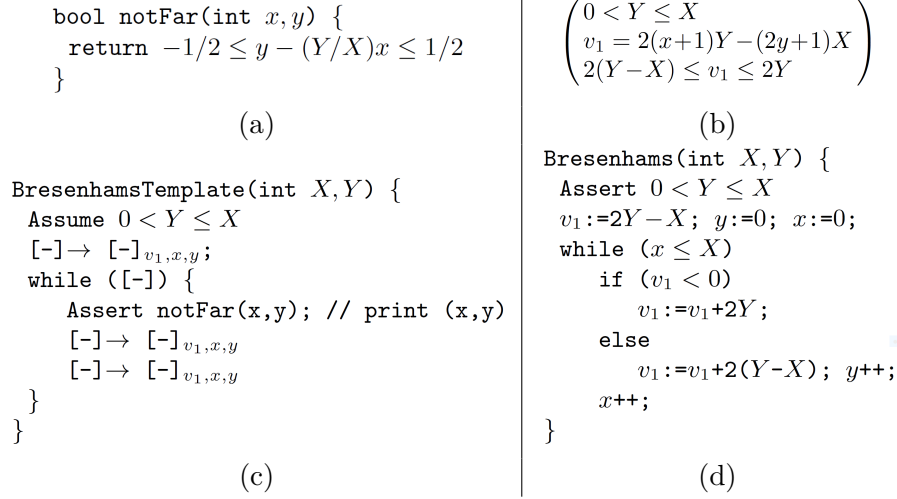 bool notFar(int x,y) {
return −1/2 ≤ y − (Y/X)x ≤ 1/2
}
(a)
0 < Y ≤ X
v₁ = 2(x+1)Y−(2y+1)X
2(Y−X) ≤ v₁ ≤ 2Y
(b)
BresenhamsTemplate(int X,Y) {
Assume 0 < Y ≤ X
[-]→ [-]v₁,x,y;
while ([-]) {
Assert notFar(x,y); // print (x,y)
[-]→ [-]v₁,x,y
[-]→ [-]v₁,x,y
}
}
(c)
Bresenhams(int X,Y) {
Assert 0 < Y ≤ X
v₁:=2Y−X; y:=0; x:=0;
while (x ≤ X)
if (v₁ < 0)
v₁:=v₁+2Y;
else
v₁:=v₁+2(Y-X); y++;
x++;
}
(d)